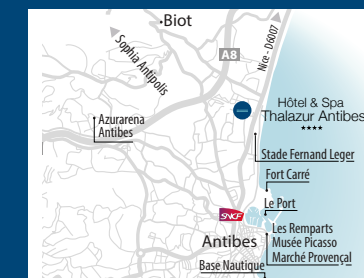 Biot
Sophia Antipolis
A8
Nice - D6007
Hôtel & Spa
Thalazur Antibes
****
Azurarena
Antibes
Stade Fernand Leger
Fort Carré
Le Port
SNCF
Les Remparts
Antibes
Musée Picasso
Marché Provençal
Base Nautique